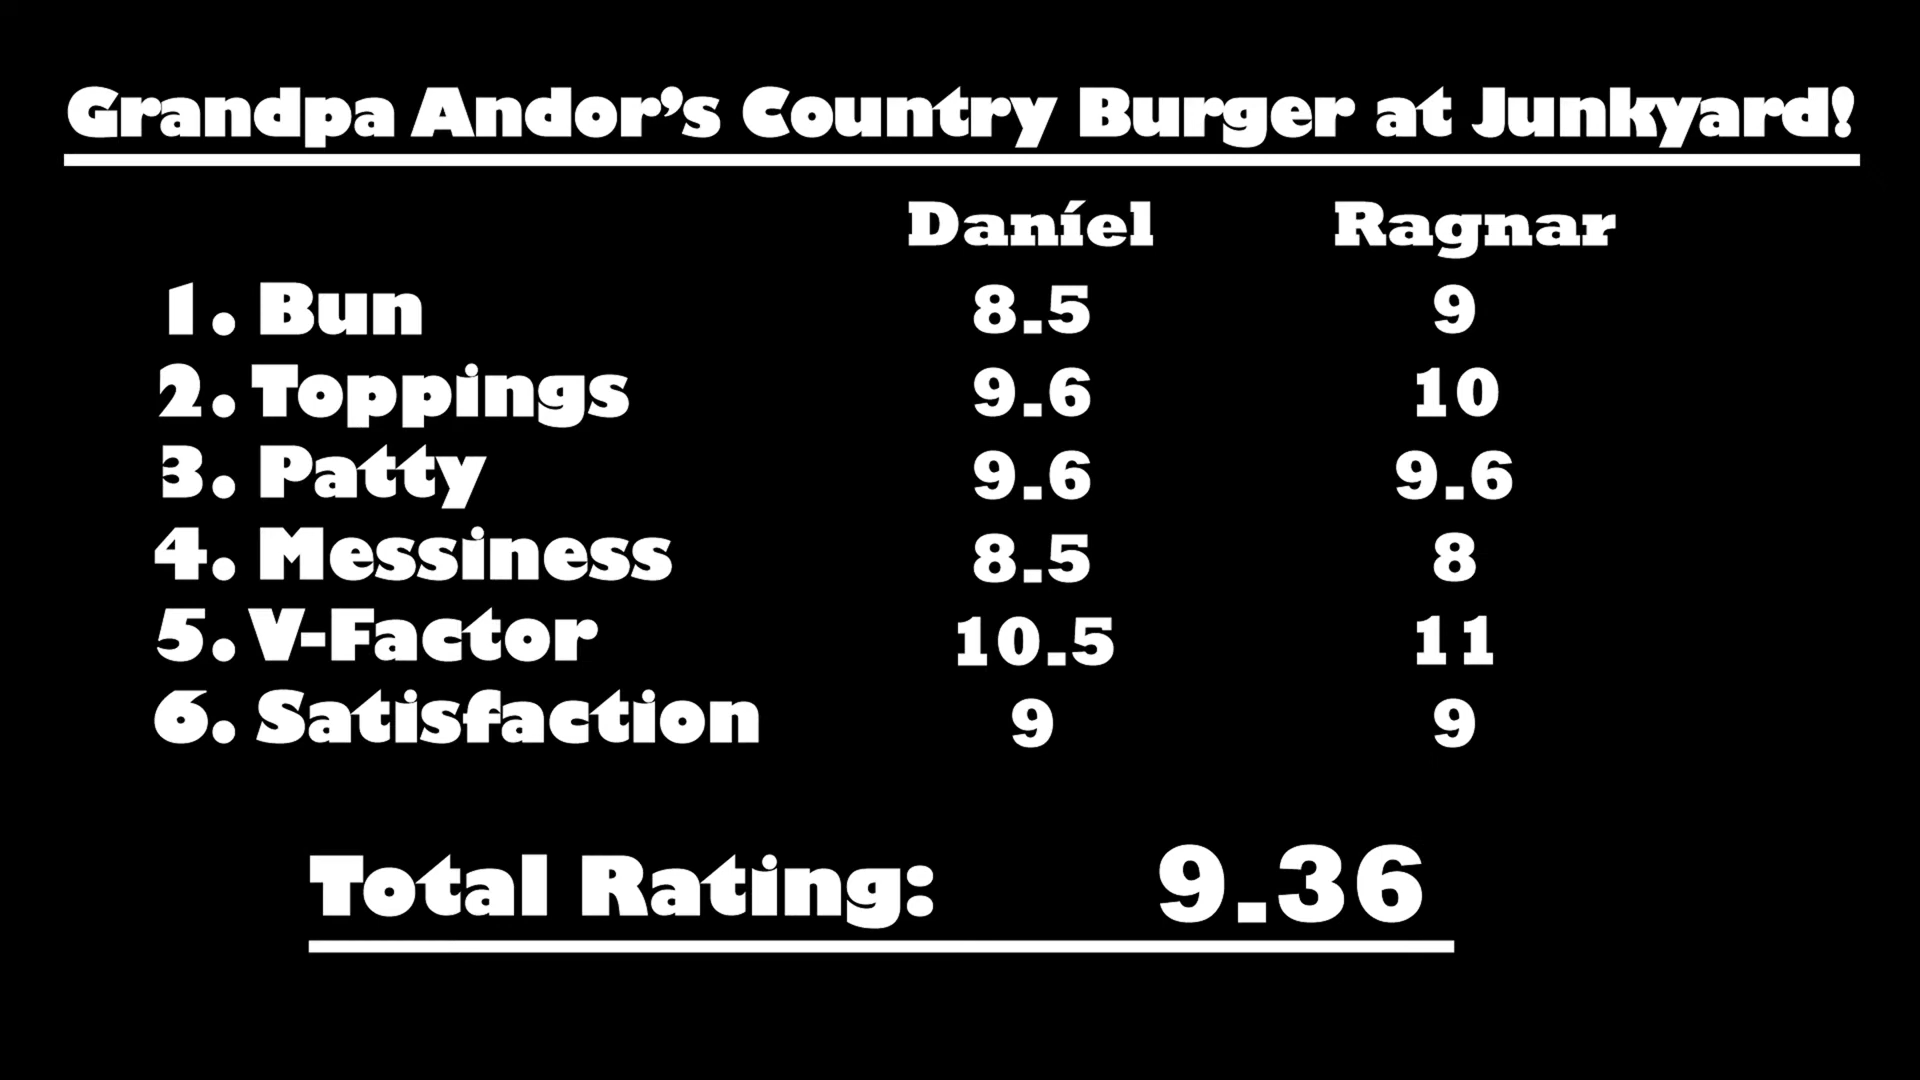 Grandpa Andor's Country Burger at Junkyard!
Daníel Ragnar
1. Bun 8.5 9
2. Toppings 9.6 10
3. Patty 9.6 9.6
4. Messiness 8.5 8
5. V-Factor 10.5 11
6. Satisfaction 9 9
Total Rating: 9.36